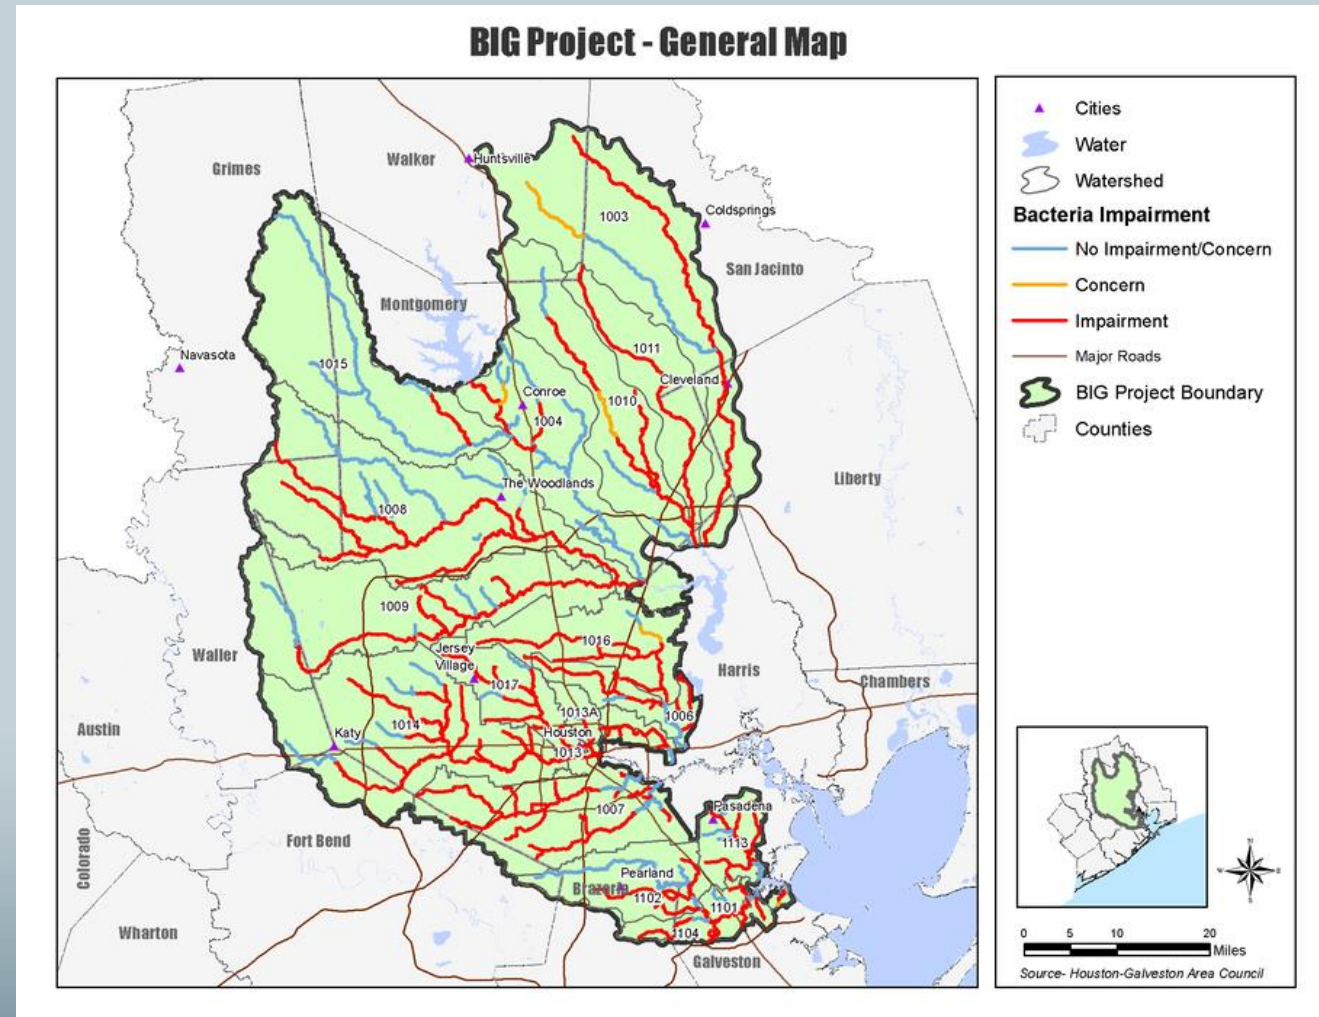 BIG Project - General Map
Grimes
Walker
Huntsville
1003
Coldsprings
San Jacinto
Montgomery
Navasota
1015
1011
Cleveland
Conroe
1010
1004
The Woodlands
Liberty
1008
1009
1016
Jersey
Village
Waller
Harris
Chambers
1017
1013A
1006
Austin
1014
Katy
Houston
1013
1007
Pasadena
Fort Bend
1113
Colorado
Pearland
Brazoria
1102
1101
Wharton
1104
Galveston
Cities
Water
Watershed
Bacteria Impairment
No Impairment/Concern
Concern
Impairment
Major Roads
BIG Project Boundary
Counties
N
W
E
S
0 5 10 20
Miles
Source- Houston-Galveston Area Council